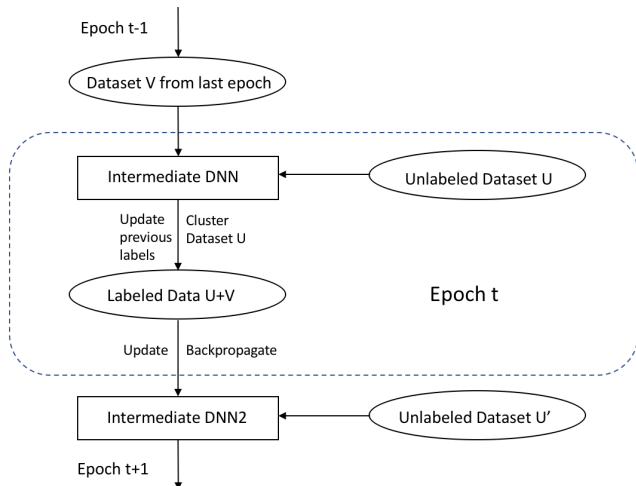 Epoch t-1
Dataset V from last epoch
Intermediate DNN
Unlabeled Dataset U
Update
previous
labels
Cluster
Dataset U
Labeled Data U+V
Epoch t
Update
Backpropagate
Intermediate DNN2
Unlabeled Dataset U’
Epoch t+1